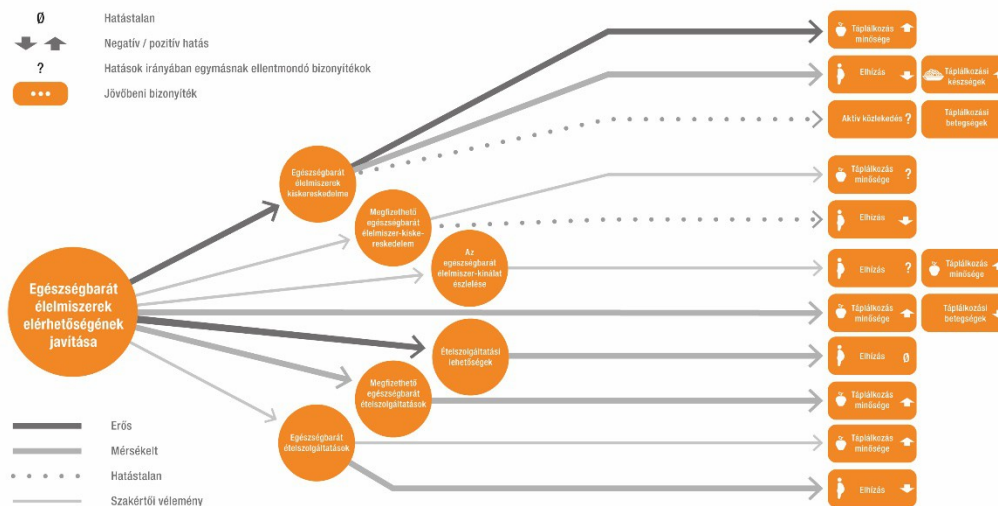 Ø Hatástalan
Negatív / pozitív hatás
? Hatások irányában egymásnak ellentmondó bizonyítékok
Jövőbeni bizonyíték
Táplálkozás
minősége
Elhízás
Táplálkozási
készségek
Aktív közlekedés ?
Táplálkozási
betegségek
Egészségbarát
élelmiszerek
kiskereskedelme
Táplálkozás
minősége ?
Megfizethető
egészségbarát
élelmiszer-kiske-
reskedelem
Elhízás
Az
egészségbarát
élelmiszer-kínálat
észlelése
Elhízás ?
Táplálkozás
minősége
Egészségbarát
élelmiszerek
elérhetőségének
javítása
Táplálkozás
minősége
Táplálkozási
betegségek
Ételszolgáltatási
lehetőségek
Elhízás Ø
Megfizethető
egészségbarát
ételszolgáltatások
Táplálkozás
minősége
Egészségbarát
ételszolgáltatások
Táplálkozás
minősége
Elhízás
Erős
Mérsékelt
Hatástalan
Szakértői vélemény